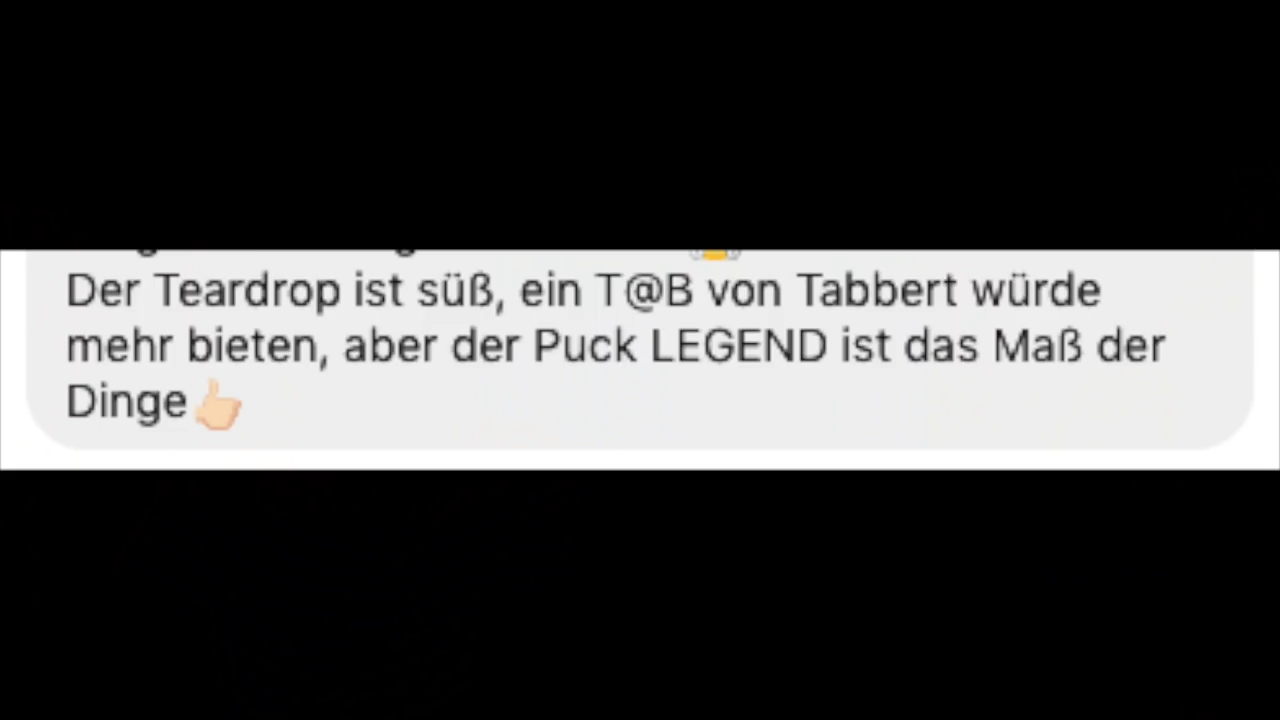 Der Teardrop ist süß, ein T@B von Tabbert würde
mehr bieten, aber der Puck LEGEND ist das Maß der
Dinge👆🏻